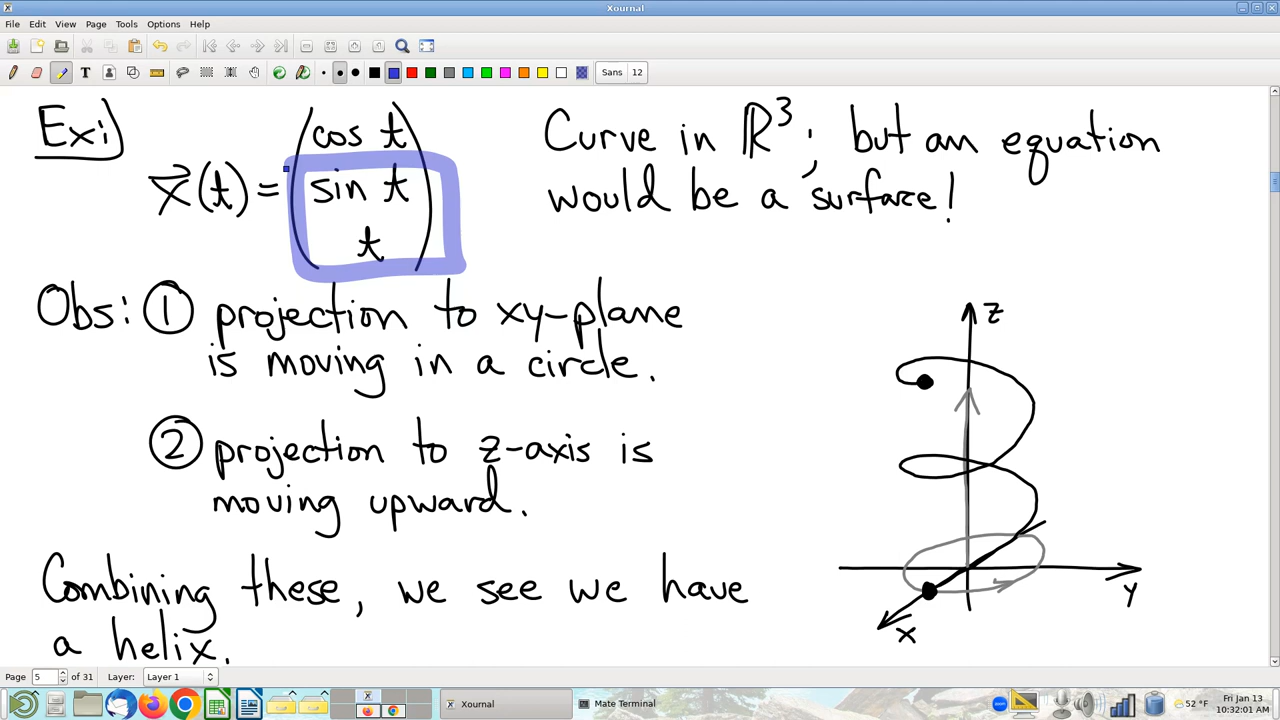 Xournal
File Edit View Page Tools Options Help
Sans 12
Ex:
x(t) = (cos t
sin t
t)
Curve in ℝ³; but an equation
would be a surface!
Obs: ① projection to xy-plane
is moving in a circle.
② projection to z-axis is
moving upward.
Combining these, we see we have
a helix.
z
y
x
Page 5 of 31 Layer: Layer 1
Xournal
Mate Terminal
52 °F
Fri Jan 13
10:32:01 AM